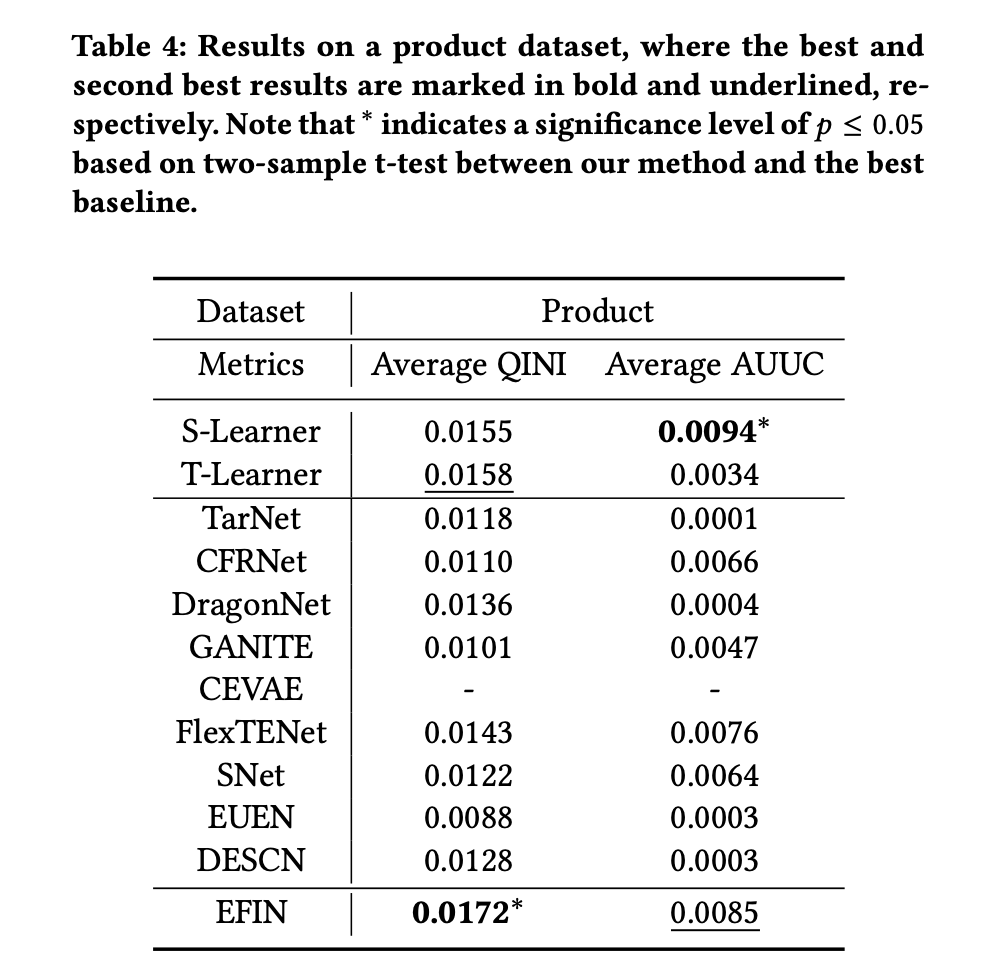 Table 4: Results on a product dataset, where the best and
second best results are marked in bold and underlined, re-
spectively. Note that * indicates a significance level of p ≤ 0.05
based on two-sample t-test between our method and the best
baseline.
Dataset Product
Metrics Average QINI Average AUUC
S-Learner 0.0155 0.0094*
T-Learner 0.0158 0.0034
TarNet 0.0118 0.0001
CFRNet 0.0110 0.0066
DragonNet 0.0136 0.0004
GANITE 0.0101 0.0047
CEVAE - -
FlexTENet 0.0143 0.0076
SNet 0.0122 0.0064
EUEN 0.0088 0.0003
DESCN 0.0128 0.0003
EFIN 0.0172* 0.0085